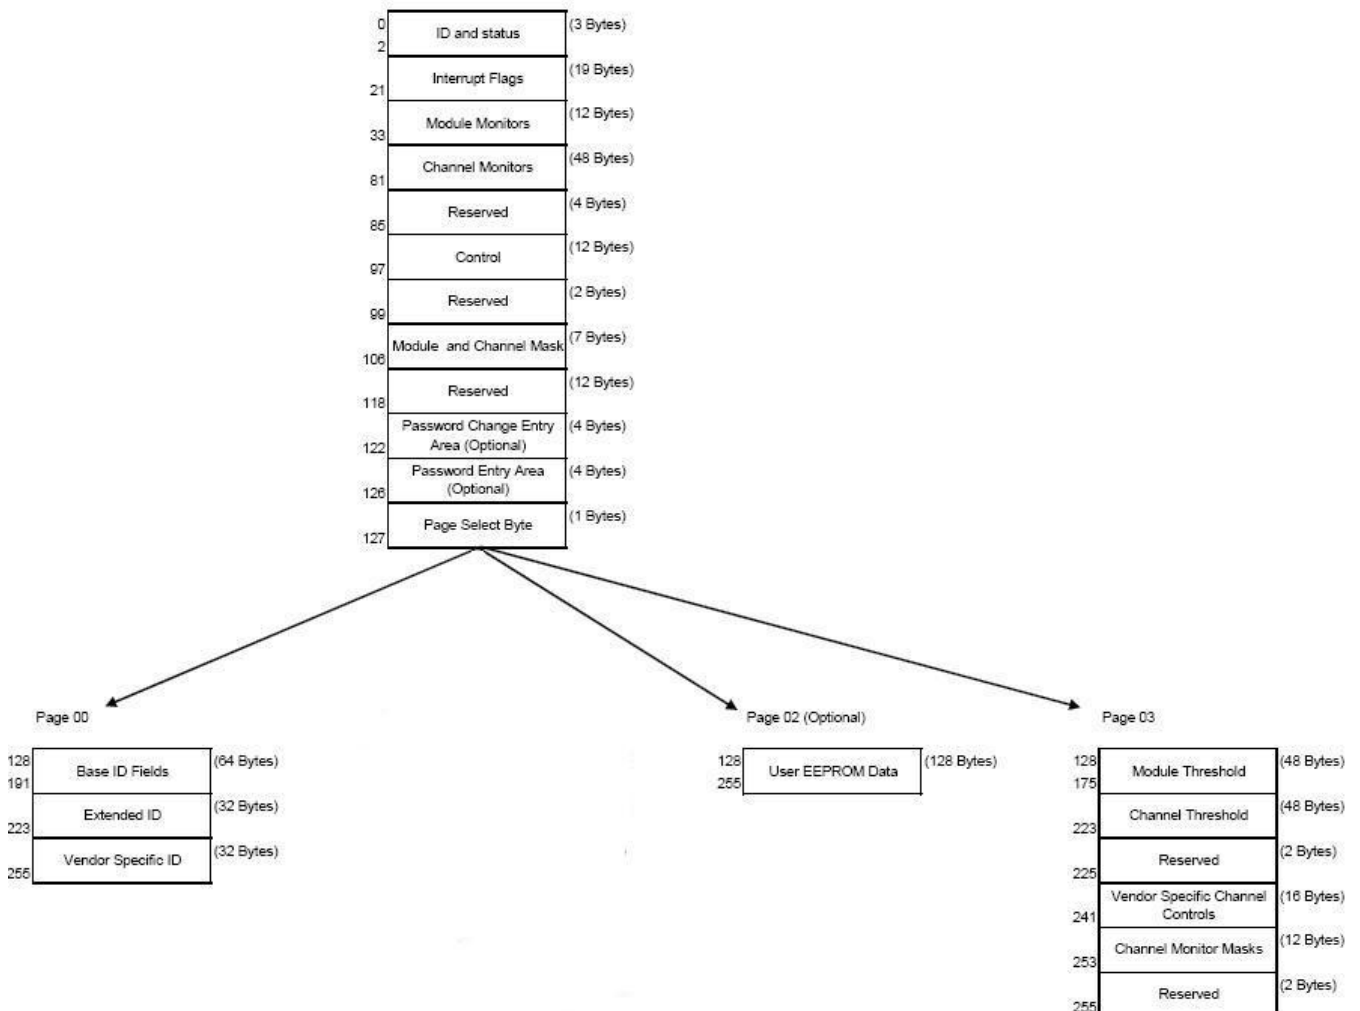 0
ID and status
(3 Bytes)
2
Interrupt Flags
(19 Bytes)
21
Module Monitors
(12 Bytes)
33
Channel Monitors
(48 Bytes)
81
Reserved
(4 Bytes)
85
Control
(12 Bytes)
97
Reserved
(2 Bytes)
99
Module and Channel Mask
(7 Bytes)
106
Reserved
(12 Bytes)
118
Password Change Entry
Area (Optional)
(4 Bytes)
122
Password Entry Area
(Optional)
(4 Bytes)
126
Page Select Byte
(1 Bytes)
127
Page 00
128
Base ID Fields
(64 Bytes)
191
Extended ID
(32 Bytes)
223
Vendor Specific ID
(32 Bytes)
255
Page 02 (Optional)
128
User EEPROM Data
(128 Bytes)
255
Page 03
128
Module Threshold
(48 Bytes)
175
Channel Threshold
(48 Bytes)
223
Reserved
(2 Bytes)
225
Vendor Specific Channel
Controls
(16 Bytes)
241
Channel Monitor Masks
(12 Bytes)
253
Reserved
(2 Bytes)
255